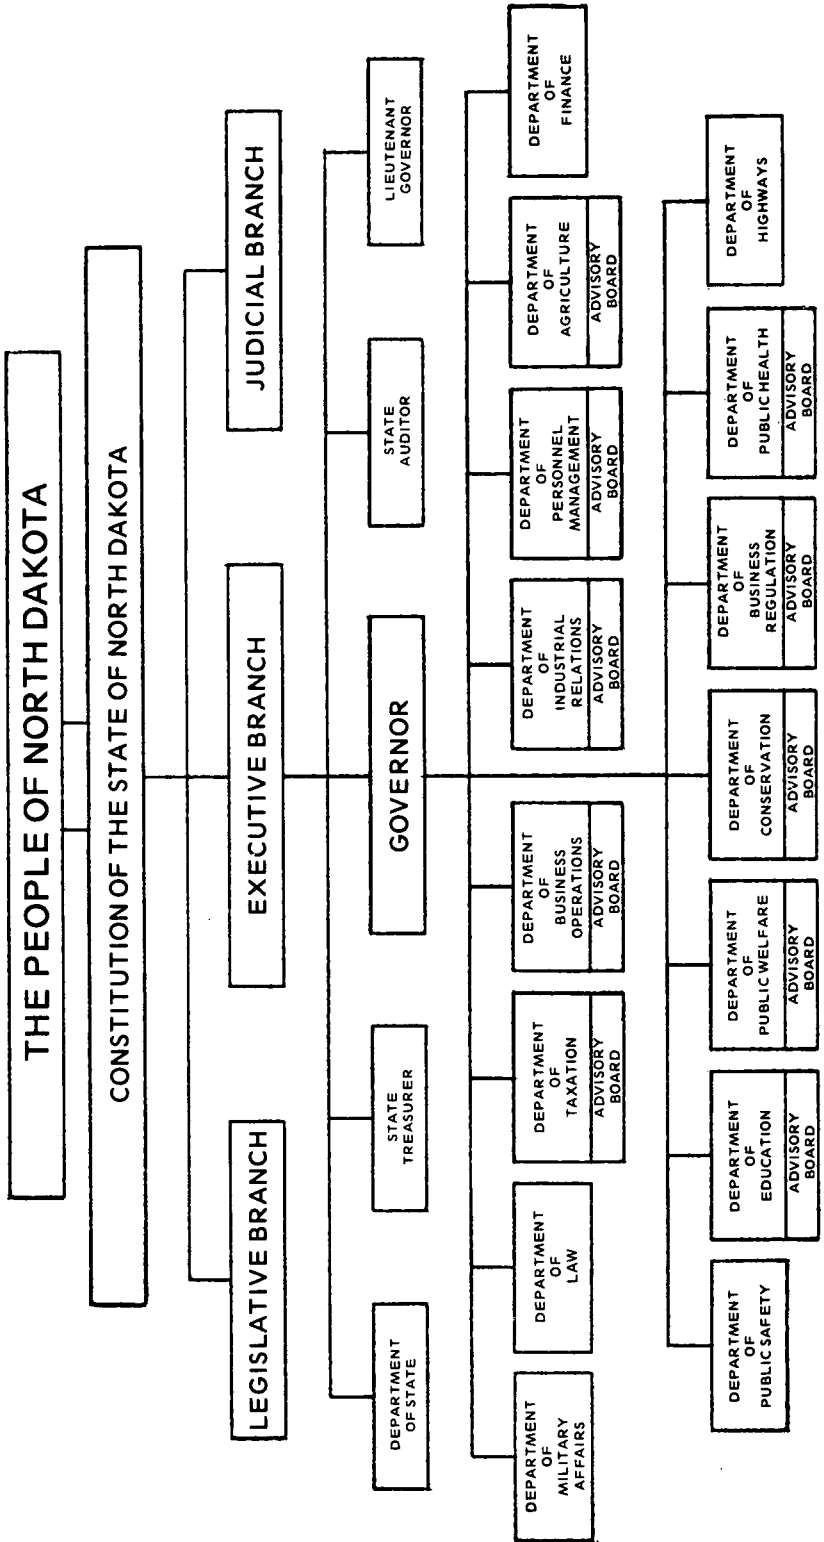 THE PEOPLE OF NORTH DAKOTA
CONSTITUTION OF THE STATE OF NORTH DAKOTA
LEGISLATIVE BRANCH
EXECUTIVE BRANCH
JUDICIAL BRANCH
DEPARTMENT
OF STATE
STATE
TREASURER
GOVERNOR
STATE
AUDITOR
LIEUTENANT
GOVERNOR
DEPARTMENT
OF
MILITARY
AFFAIRS
DEPARTMENT
OF
LAW
DEPARTMENT
OF
TAXATION
ADVISORY
BOARD
DEPARTMENT
OF
BUSINESS
OPERATIONS
ADVISORY
BOARD
DEPARTMENT
OF
INDUSTRIAL
RELATIONS
ADVISORY
BOARD
DEPARTMENT
OF
PERSONNEL
MANAGEMENT
ADVISORY
BOARD
DEPARTMENT
OF
AGRICULTURE
ADVISORY
BOARD
DEPARTMENT
OF
FINANCE
DEPARTMENT
OF
PUBLIC SAFETY
DEPARTMENT
OF
EDUCATION
ADVISORY
BOARD
DEPARTMENT
OF
PUBLIC WELFARE
ADVISORY
BOARD
DEPARTMENT
OF
CONSERVATION
ADVISORY
BOARD
DEPARTMENT
OF
BUSINESS
REGULATION
ADVISORY
BOARD
DEPARTMENT
OF
PUBLIC HEALTH
ADVISORY
BOARD
DEPARTMENT
OF
HIGHWAYS